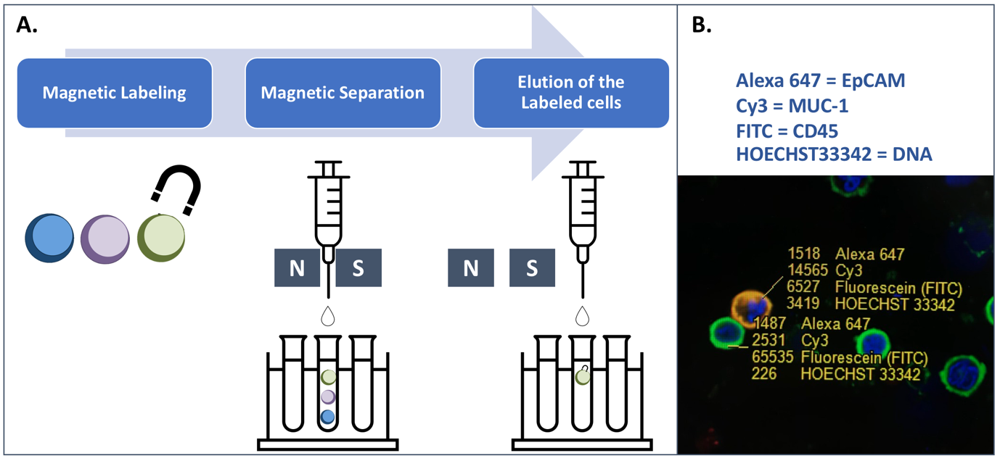 A.
Magnetic Labeling
Magnetic Separation
Elution of the
Labeled cells
N
S
N
S
B.
Alexa 647 = EpCAM
Cy3 = MUC-1
FITC = CD45
HOECHST33342 = DNA
1518 Alexa 647
14565 Cy3
6527 Fluorescein (FITC)
3419 HOECHST 33342
1487 Alexa 647
2531 Cy3
65535 Fluorescein (FITC)
226 HOECHST 33342